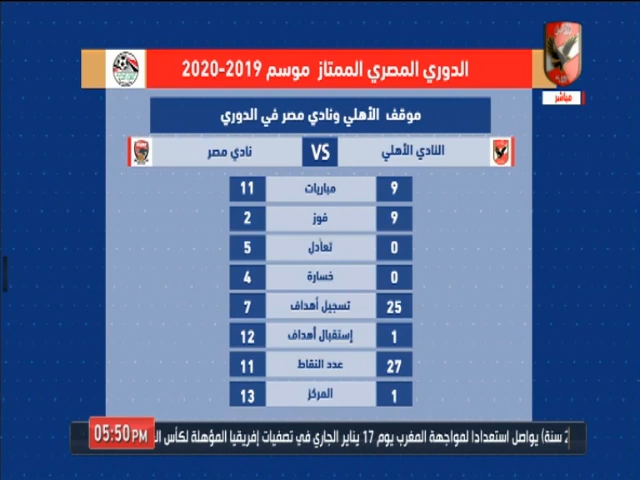 الدوري المصري الممتاز موسم 2019-2020
مباشر
موقف الأهلي ونادي مصر في الدوري
النادي الأهلي VS نادي مصر
9 مباريات 11
9 فوز 2
0 تعادل 5
0 خسارة 4
25 تسجيل أهداف 7
1 إستقبال أهداف 12
27 عدد النقاط 11
1 المركز 13
2 سنة) يواصل استعدادا لمواجهة المغرب يوم 17 يناير الجاري في تصفيات إفريقيا المؤهلة لكأس ال
05:50 PM